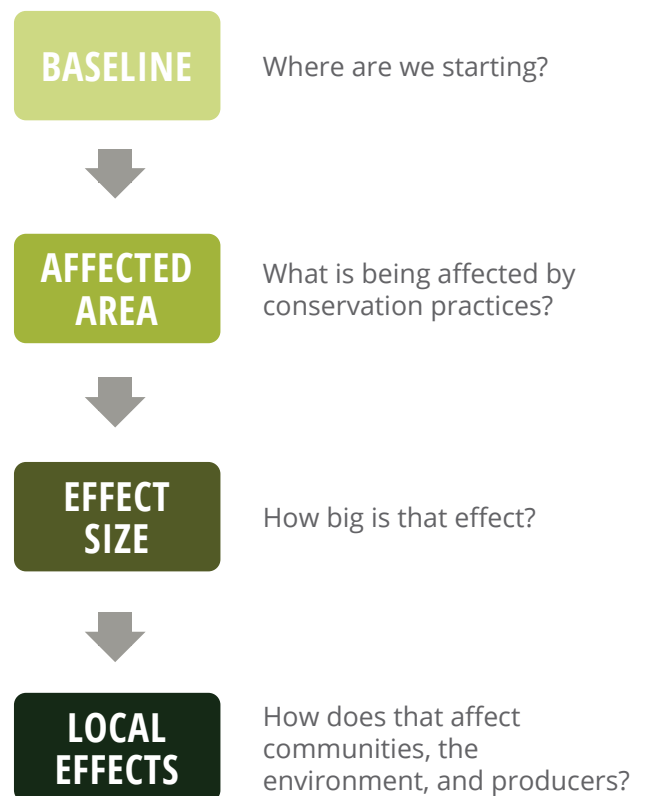 BASELINE
Where are we starting?
AFFECTED
AREA
What is being affected by
conservation practices?
EFFECT
SIZE
How big is that effect?
LOCAL
EFFECTS
How does that affect
communities, the
environment, and producers?